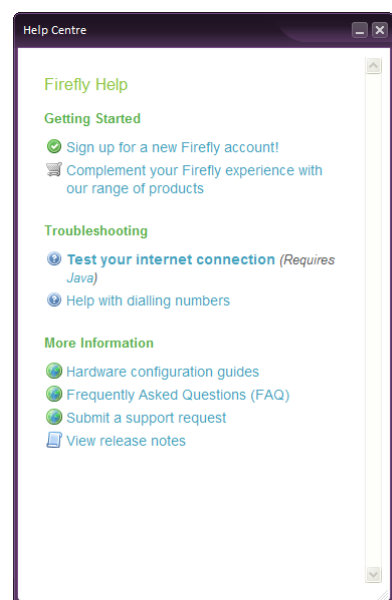 Help Centre
Firefly Help
Getting Started
Sign up for a new Firefly account!
Complement your Firefly experience with
our range of products
Troubleshooting
Test your internet connection (Requires
Java)
Help with dialling numbers
More Information
Hardware configuration guides
Frequently Asked Questions (FAQ)
Submit a support request
View release notes